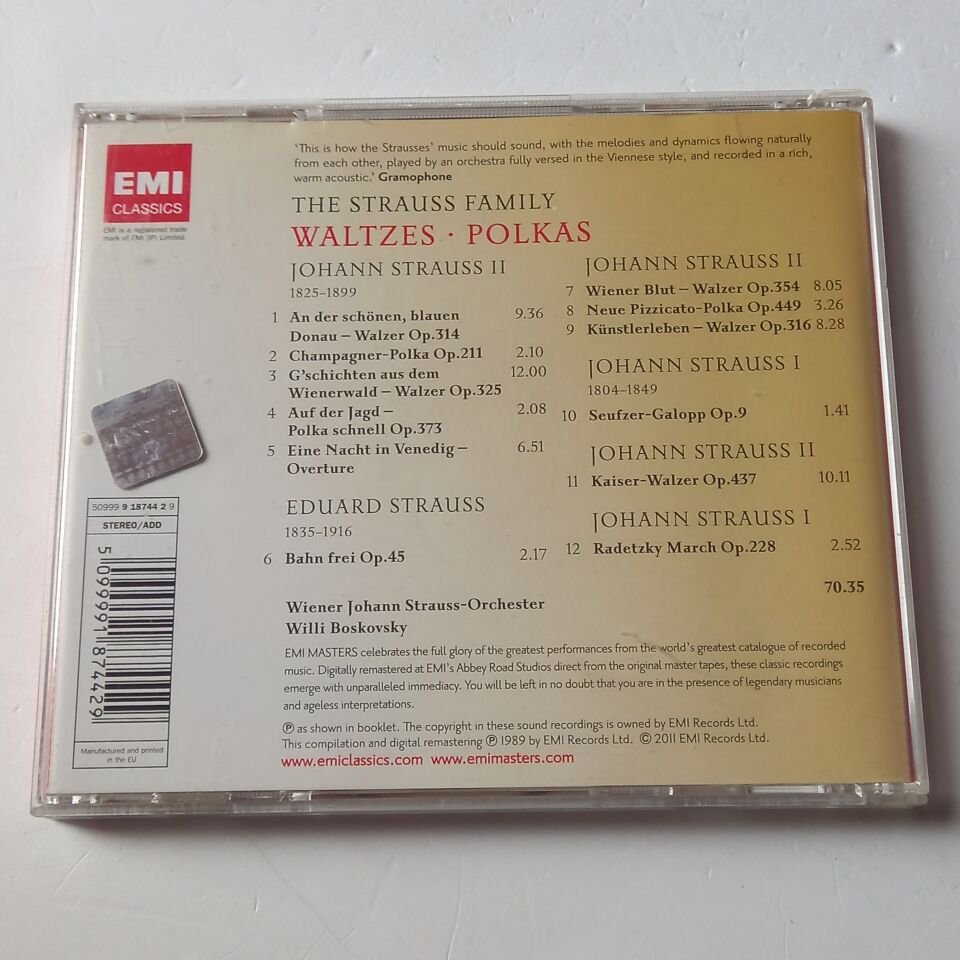 'This is how the Strausses' music should sound, with the melodies and dynamics flowing naturally
from each other, played by an orchestra fully versed in the Viennese style, and recorded in a rich,
warm acoustic.' Gramophone
EMI
CLASSICS
EMI is a registered trade
mark of EMI (IP) Limited
THE STRAUSS FAMILY
WALTZES · POLKAS
JOHANN STRAUSS II
1825–1899
1 An der schönen, blauen 9.36
Donau – Walzer Op.314
2 Champagner-Polka Op.211 2.10
3 G'schichten aus dem 12.00
Wienerwald – Walzer Op.325
4 Auf der Jagd – 2.08
Polka schnell Op.373
5 Eine Nacht in Venedig – 6.51
Overture
EDUARD STRAUSS
1835–1916
6 Bahn frei Op.45 2.17
JOHANN STRAUSS II
7 Wiener Blut – Walzer Op.354 8.05
8 Neue Pizzicato-Polka Op.449 3.26
9 Künstlerleben – Walzer Op.316 8.28
JOHANN STRAUSS I
1804–1849
10 Seufzer-Galopp Op.9 1.41
JOHANN STRAUSS II
11 Kaiser-Walzer Op.437 10.11
JOHANN STRAUSS I
12 Radetzky March Op.228 2.52
70.35
Wiener Johann Strauss-Orchester
Willi Boskovsky
EMI MASTERS celebrates the full glory of the greatest performances from the world's greatest catalogue of recorded
music. Digitally remastered at EMI's Abbey Road Studios direct from the original master tapes, these classic recordings
emerge with unparalleled immediacy. You will be left in no doubt that you are in the presence of legendary musicians
and ageless interpretations.
℗ as shown in booklet. The copyright in these sound recordings is owned by EMI Records Ltd.
This compilation and digital remastering ℗ 1989 by EMI Records Ltd. © 2011 EMI Records Ltd.
www.emiclassics.com www.emimasters.com
50999 9 18744 2 9
STEREO/ADD
5 099991 874429
Manufactured and printed
in the EU